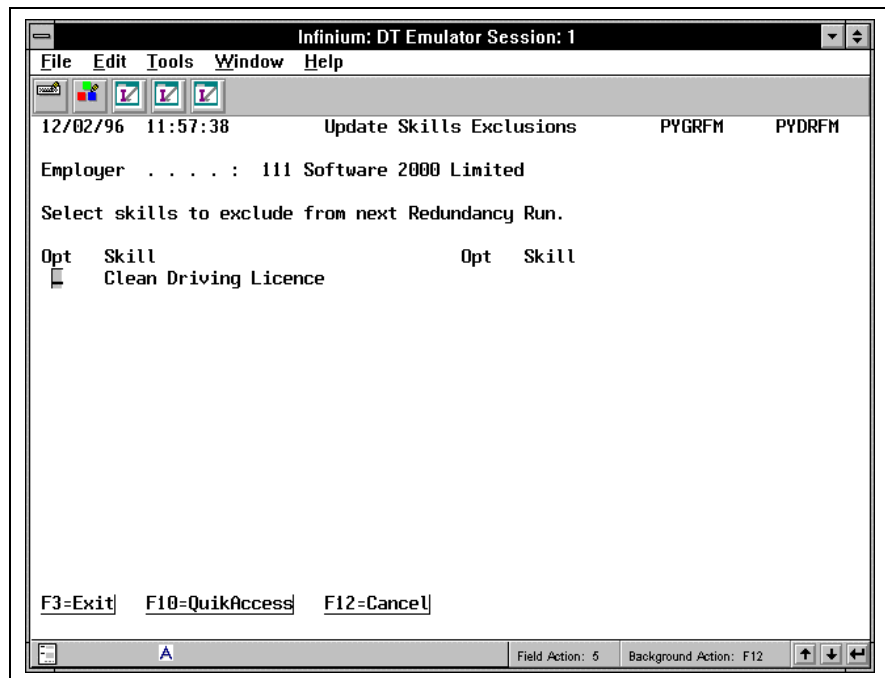 Infinium: DT Emulator Session: 1
File Edit Tools Window Help
12/02/96 11:57:38 Update Skills Exclusions PYGRFM PYDRFM
Employer . . . . : 111 Software 2000 Limited
Select skills to exclude from next Redundancy Run.
Opt Skill Opt Skill
_ Clean Driving Licence
F3=Exit F10=QuikAccess F12=Cancel
A Field Action: 5 Background Action: F12